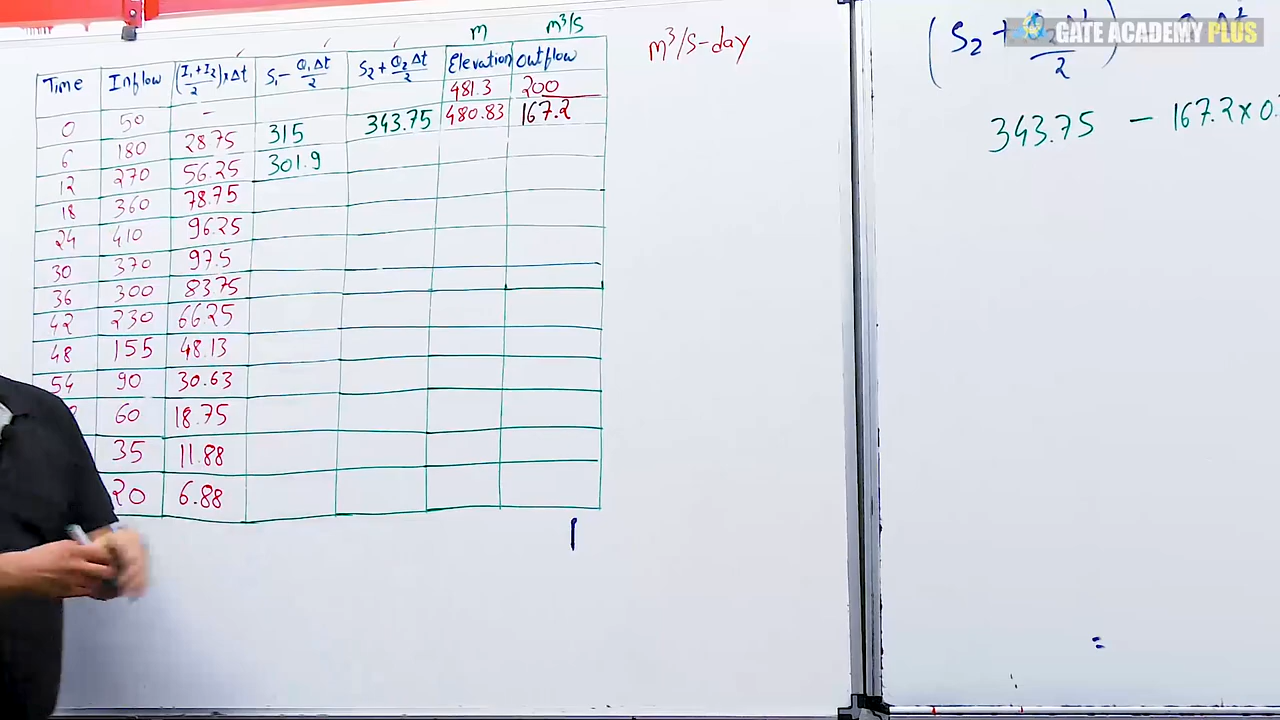 m m³/s
Time Inflow (I₁+I₂/2)×Δt S₁-Q₁Δt/2 S₂+Q₂Δt/2 Elevation outflow
481.3 200
0 50 - 343.75 480.83 167.2
6 180 28.75 315
12 270 56.25 301.9
18 360 78.75
24 410 96.25
30 370 97.5
36 300 83.75
42 230 66.25
48 155 48.13
54 90 30.63
60 18.75
35 11.88
20 6.88
m³/s-day
GATE ACADEMY PLUS
(S₂+Q₂Δt/2)
343.75 - 167.2×0.
=